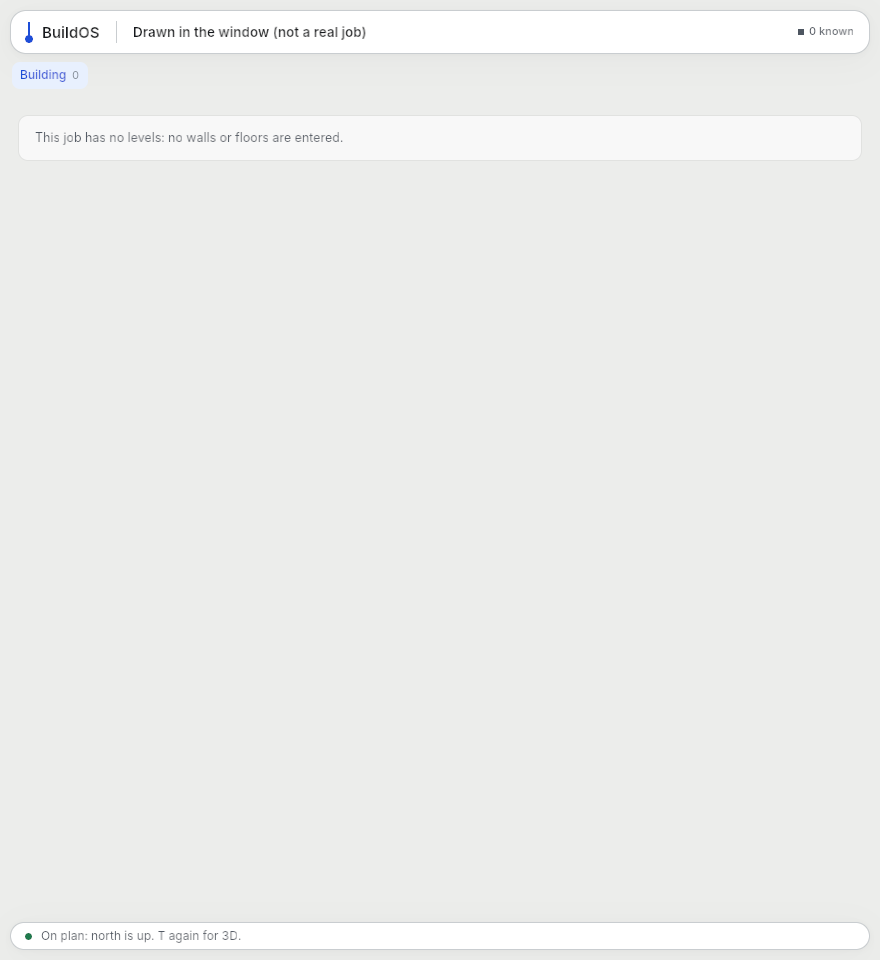 BuildOS
Drawn in the window (not a real job)
0 known
Building 0
This job has no levels: no walls or floors are entered.
On plan: north is up. T again for 3D.